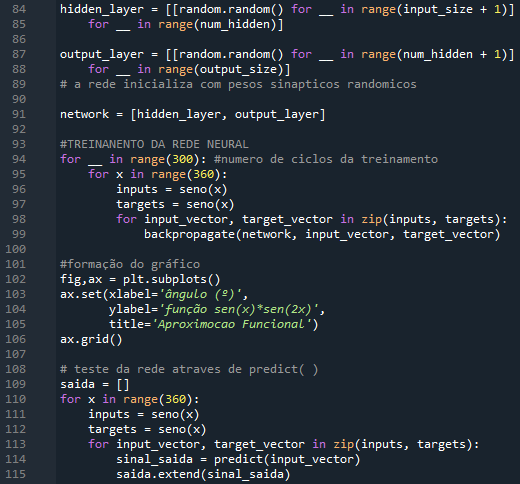 84 hidden_layer = [[random.random() for __ in range(input_size + 1)]
85 for __ in range(num_hidden)]
86
87 output_layer = [[random.random() for __ in range(num_hidden + 1)]
88 for __ in range(output_size)]
89 # a rede inicializa com pesos sinapticos randomicos
90
91 network = [hidden_layer, output_layer]
92
93 #TREINANENTO DA REDE NEURAL
94 for __ in range(300): #numero de ciclos da treinamento
95 for x in range(360):
96 inputs = seno(x)
97 targets = seno(x)
98 for input_vector, target_vector in zip(inputs, targets):
99 backpropagate(network, input_vector, target_vector)
100
101 #formação do gráfico
102 fig,ax = plt.subplots()
103 ax.set(xlabel='ângulo (º)',
104 ylabel='função sen(x)*sen(2x)',
105 title='Aproximocao Funcional')
106 ax.grid()
107
108 # teste da rede atraves de predict( )
109 saida = []
110 for x in range(360):
111 inputs = seno(x)
112 targets = seno(x)
113 for input_vector, target_vector in zip(inputs, targets):
114 sinal_saida = predict(input_vector)
115 saida.extend(sinal_saida)